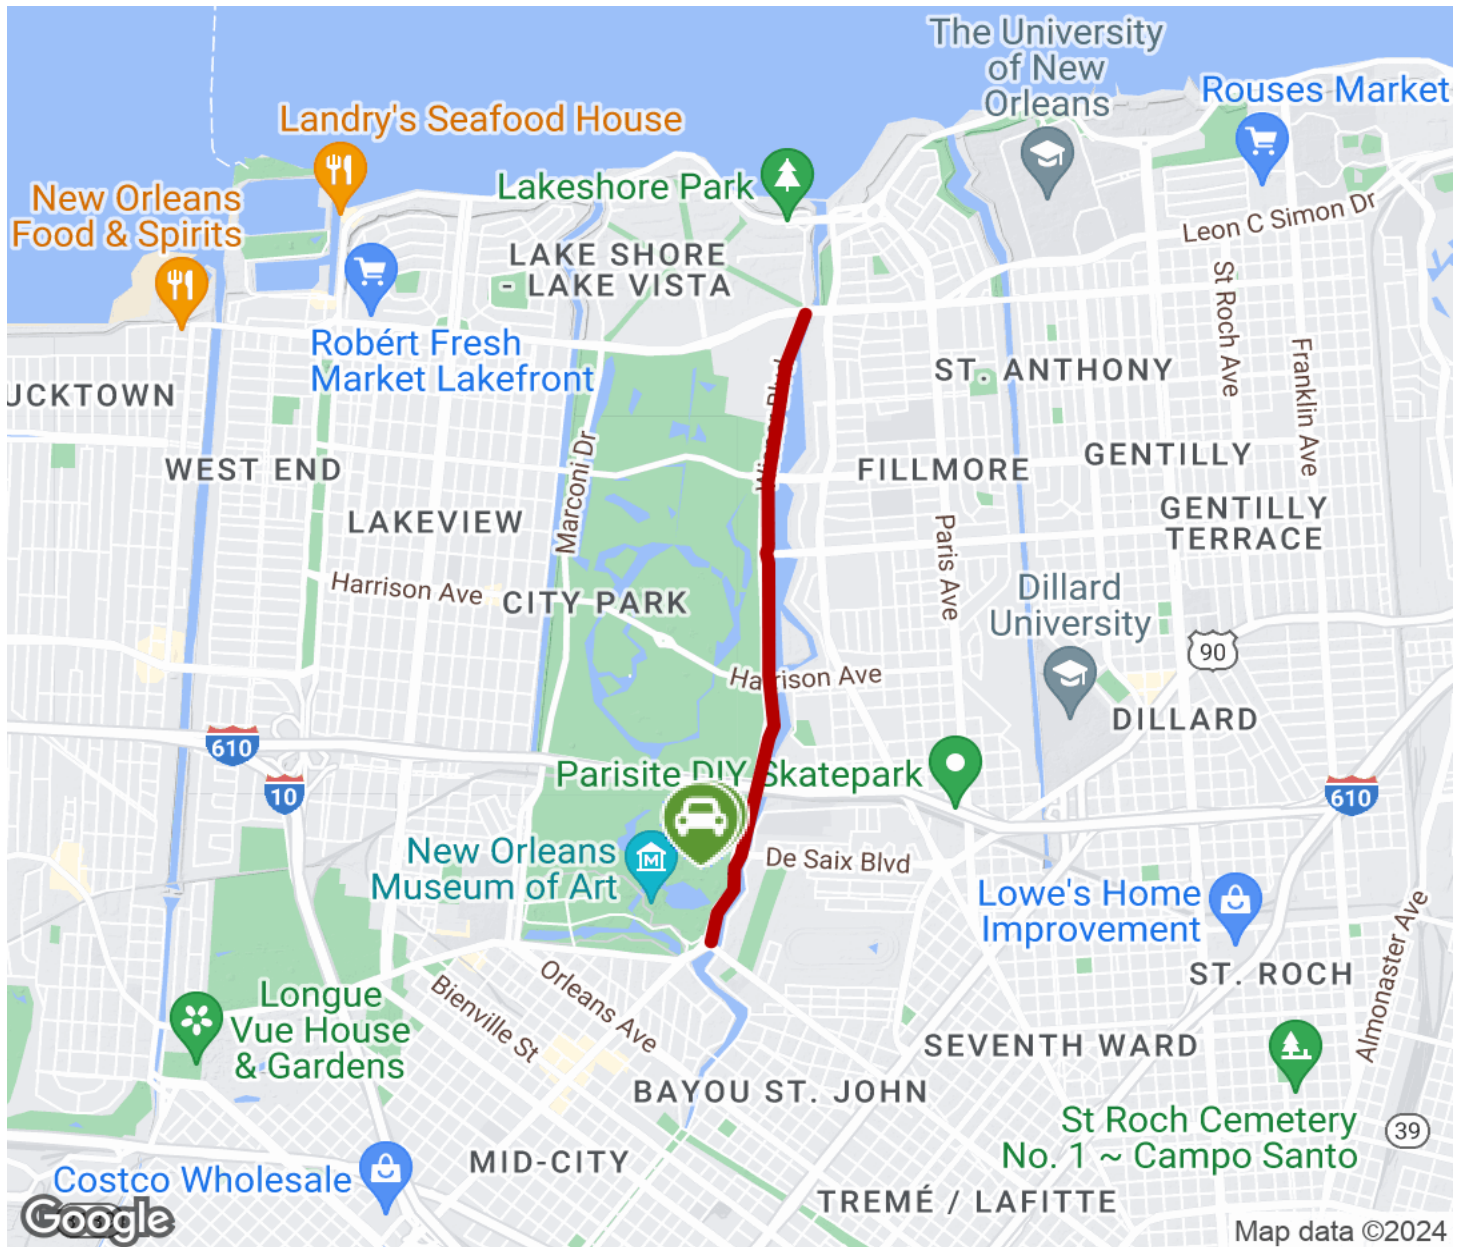 The University
of New
Orleans
Rouses Market
Landry's Seafood House
Lakeshore Park
New Orleans
Food & Spirits
Leon C Simon Dr
LAKE SHORE
- LAKE VISTA
St Roch Ave
Robért Fresh
Market Lakefront
Franklin Ave
ST. ANTHONY
UCKTOWN
Marconi Dr
WEST END
FILLMORE
GENTILLY
LAKEVIEW
GENTILLY
TERRACE
Paris Ave
Harrison Ave
CITY PARK
Dillard
University
90
Harrison Ave
DILLARD
610
Parisite DIY Skatepark
10
610
New Orleans
Museum of Art
De Saix Blvd
Lowe's Home
Improvement
Almonaster Ave
ST. ROCH
Orleans Ave
Bienville St
Longue
Vue House
& Gardens
SEVENTH WARD
BAYOU ST. JOHN
St Roch Cemetery
No. 1 ~ Campo Santo
39
MID-CITY
Costco Wholesale
TREMÉ / LAFITTE
Google
Map data ©2024